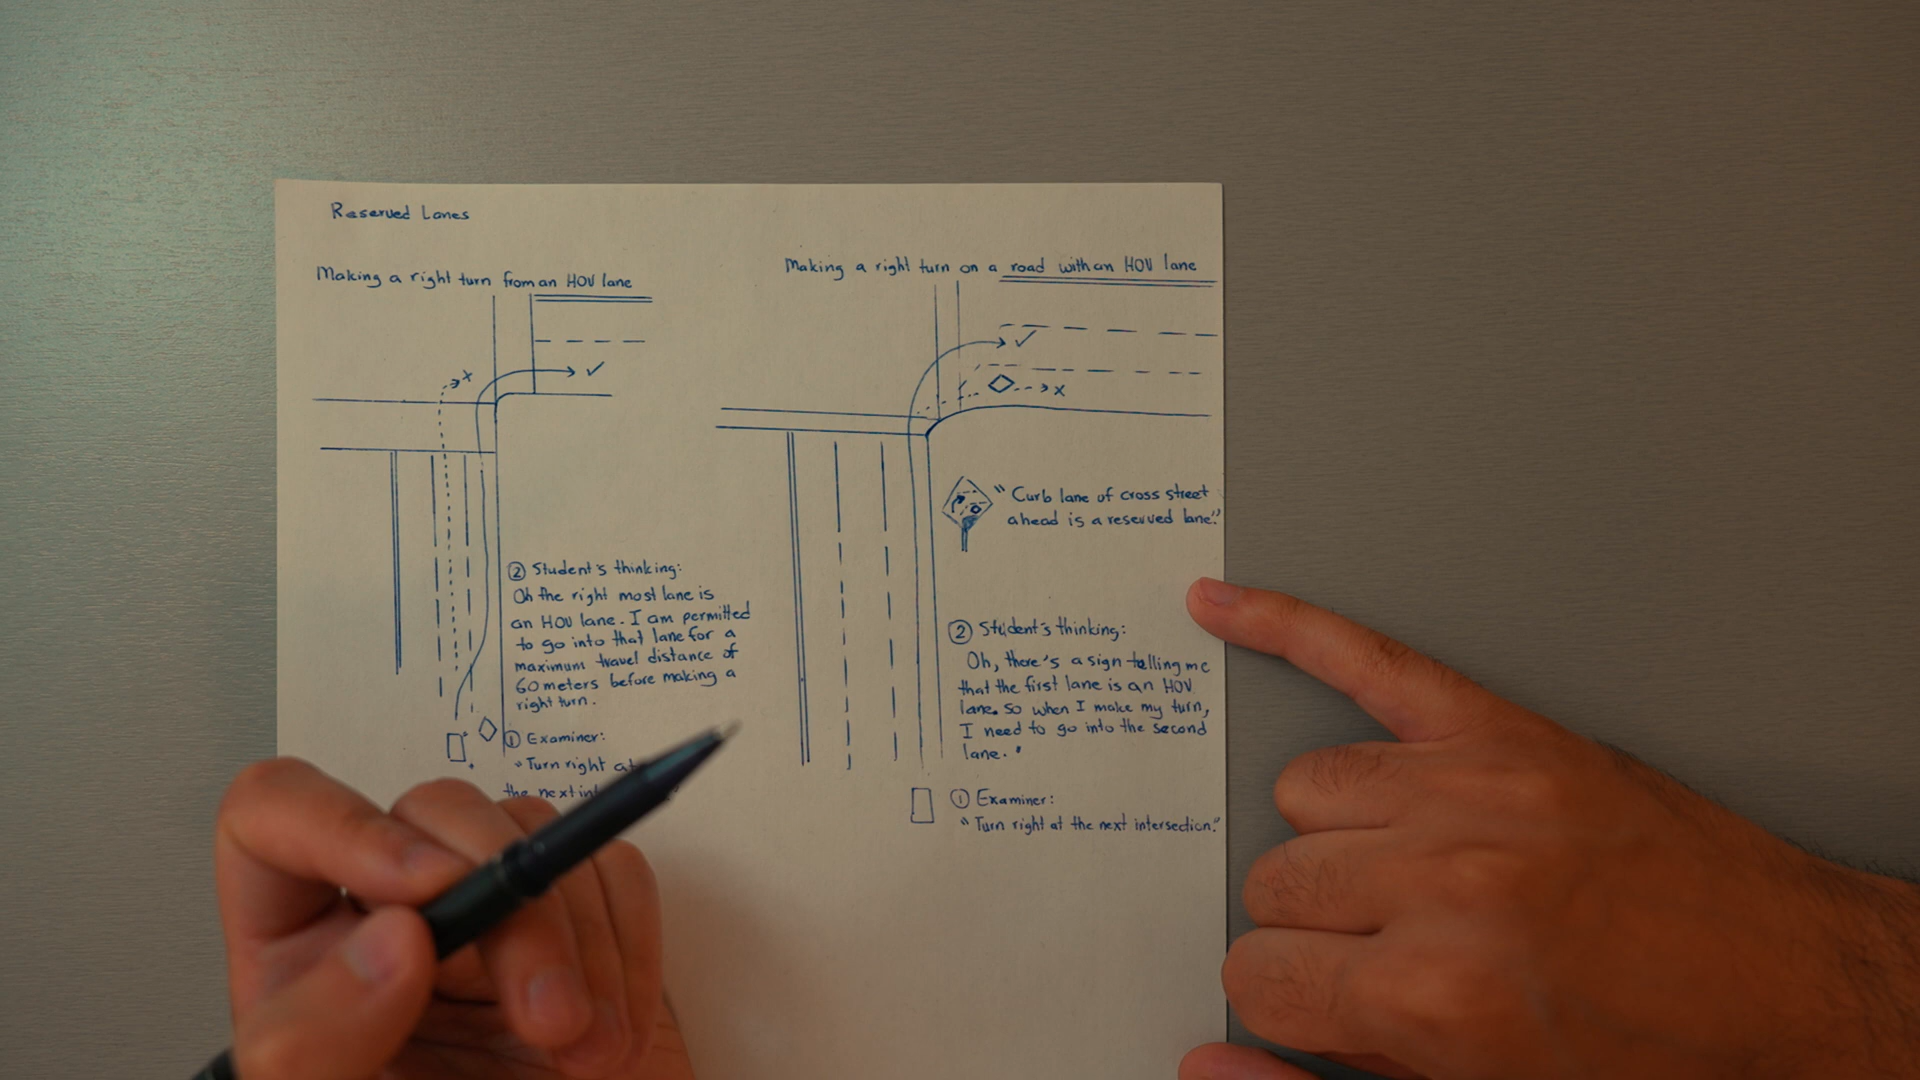 Reserved Lanes
Making a right turn from an HOV lane
x
✓
② Student's thinking:
Oh the right most lane is
an HOV lane. I am permitted
to go into that lane for a
maximum travel distance of
60 meters before making a
right turn.
① Examiner:
"Turn right at
the next
Making a right turn on a road with an HOV lane
✓
x
"Curb lane of cross street
ahead is a reserved lane."
② Student's thinking:
Oh, there's a sign telling me
that the first lane is an HOV
lane. So when I make my turn,
I need to go into the second
lane."
① Examiner:
"Turn right at the next intersection."